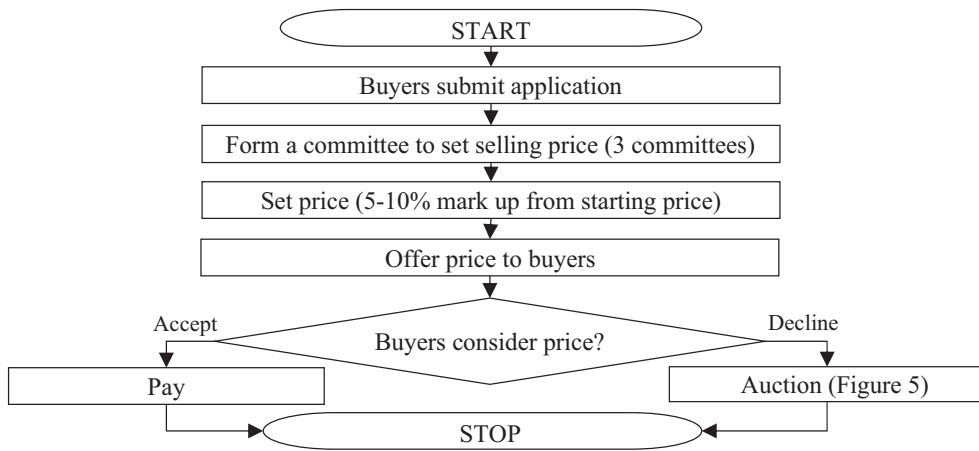 START
Buyers submit application
Form a committee to set selling price (3 committees)
Set price (5-10% mark up from starting price)
Offer price to buyers
Accept
Buyers consider price?
Decline
Pay
Auction (Figure 5)
STOP